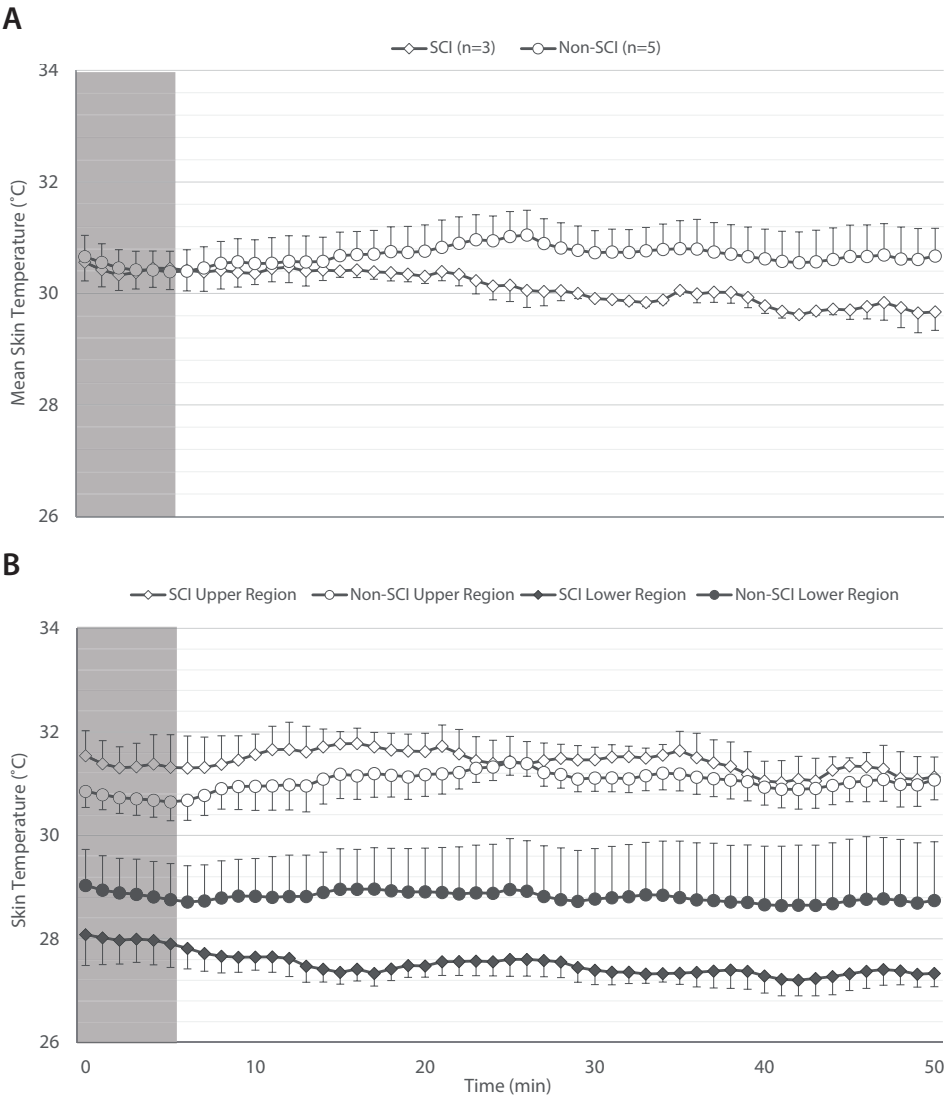 A
SCI (n=3) Non-SCI (n=5)
34
32
30
28
26
Mean Skin Temperature (˚C)
B
SCI Upper Region Non-SCI Upper Region SCI Lower Region Non-SCI Lower Region
34
32
30
28
26
Skin Temperature (˚C)
0 10 20 30 40 50
Time (min)